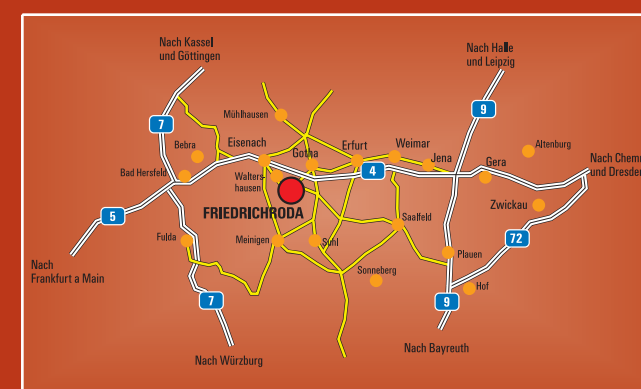 Nach Kassel
und Göttingen
Nach Halle
und Leipzig
7
9
Mühlhausen
Bebra
Eisenach
Gotha
Erfurt
Weimar
Jena
Altenburg
Bad Hersfeld
Walters
hausen
4
Gera
Nach Chemn
und Dresden
FRIEDRICHRODA
Zwickau
5
Saalfeld
Fulda
Meinigen
Suhl
72
Plauen
Nach
Frankfurt a Main
Sonneberg
Hof
7
9
Nach Würzburg
Nach Bayreuth